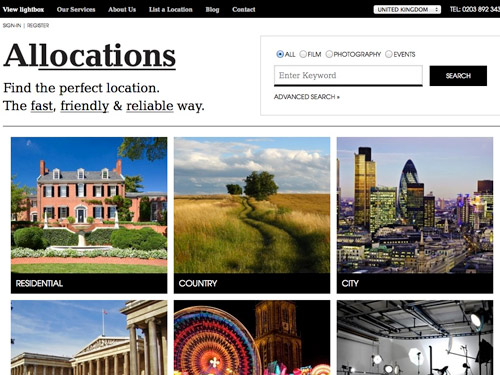 View lightbox Our Services About Us List a Location Blog Contact UNITED KINGDOM TEL: 0203 892 343
SIGN-IN | REGISTER
Allocations
Find the perfect location.
The fast, friendly & reliable way.
ALL FILM PHOTOGRAPHY EVENTS
Enter Keyword SEARCH
ADVANCED SEARCH »
RESIDENTIAL COUNTRY CITY